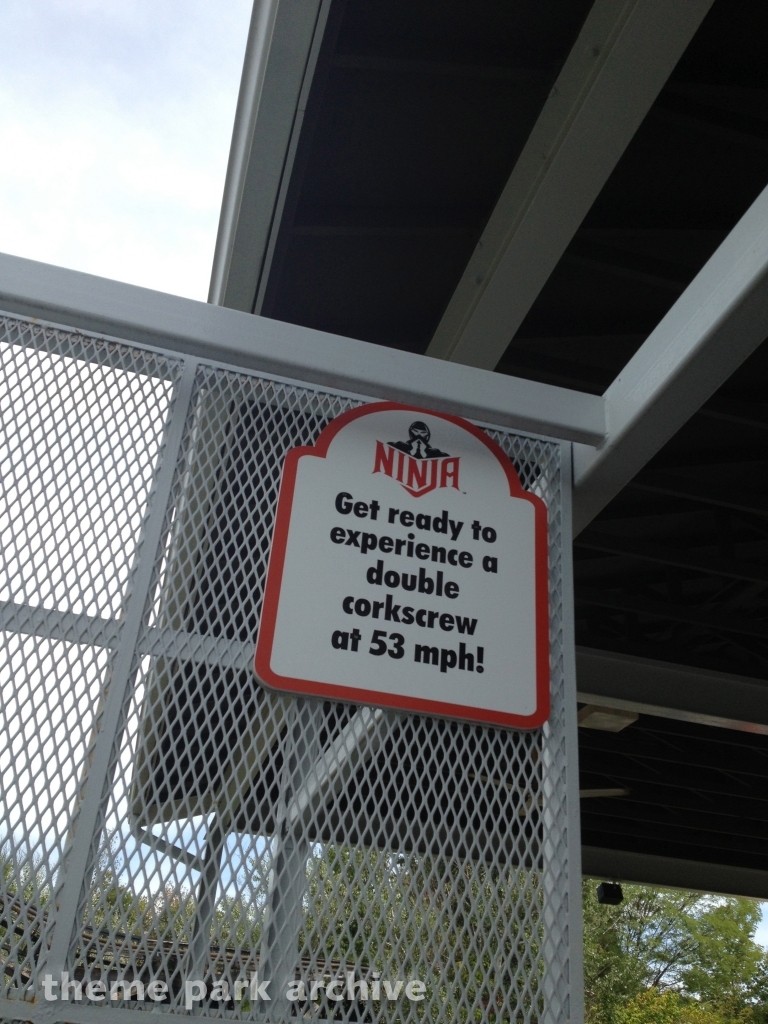 NINJA
Get ready to
experience a
double
corkscrew
at 53 mph!
theme park archive